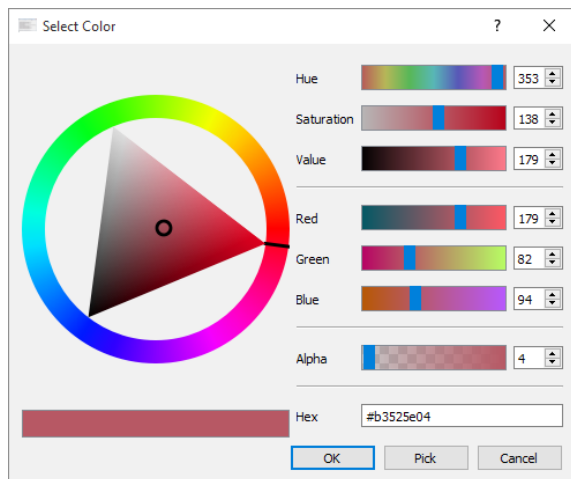 Select Color ?
Hue 353
Saturation 138
Value 179
Red 179
Green 82
Blue 94
Alpha 4
Hex #b3525e04
OK Pick Cancel